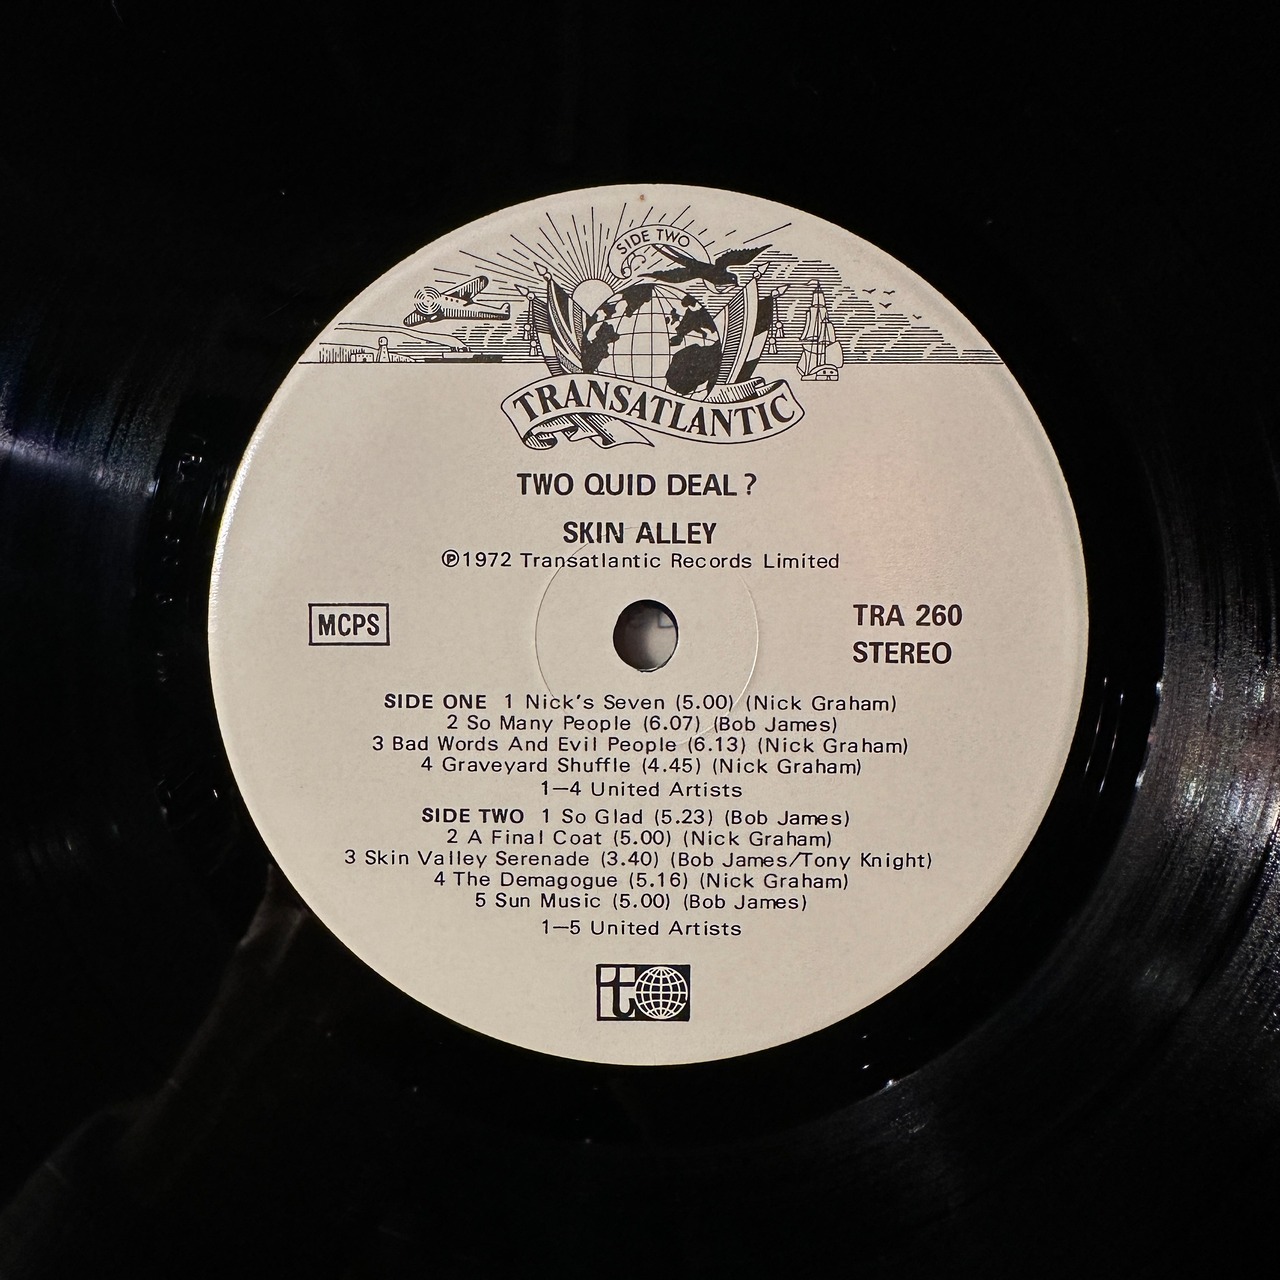 SIDE TWO
TRANSATLANTIC
TWO QUID DEAL ?
SKIN ALLEY
Ⓟ1972 Transatlantic Records Limited
MCPS
TRA 260
STEREO
SIDE ONE 1 Nick's Seven (5.00) (Nick Graham)
2 So Many People (6.07) (Bob James)
3 Bad Words And Evil People (6.13) (Nick Graham)
4 Graveyard Shuffle (4.45) (Nick Graham)
1—4 United Artists
SIDE TWO 1 So Glad (5.23) (Bob James)
2 A Final Coat (5.00) (Nick Graham)
3 Skin Valley Serenade (3.40) (Bob James/Tony Knight)
4 The Demagogue (5.16) (Nick Graham)
5 Sun Music (5.00) (Bob James)
1—5 United Artists
t